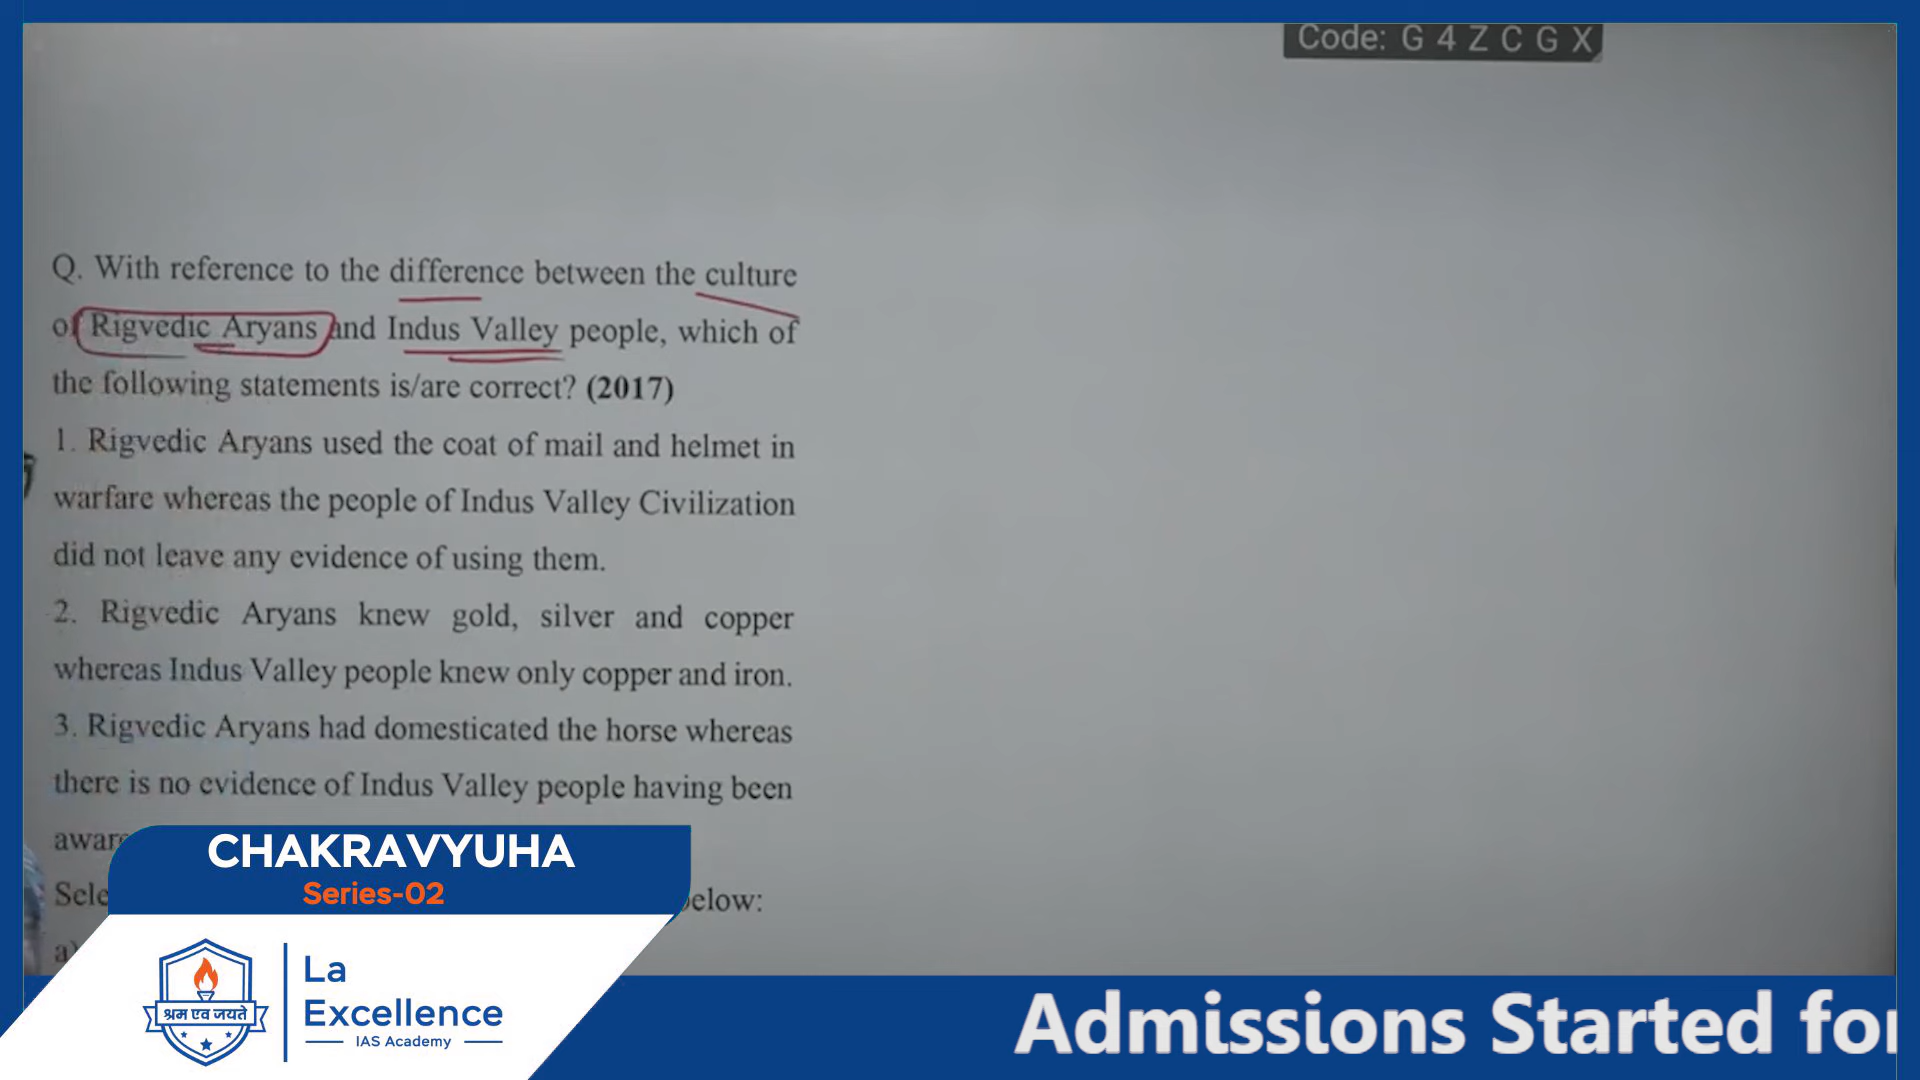 Code: G 4 Z C G X
Q. With reference to the difference between the culture
of Rigvedic Aryans and Indus Valley people, which of
the following statements is/are correct? (2017)
1. Rigvedic Aryans used the coat of mail and helmet in
warfare whereas the people of Indus Valley Civilization
did not leave any evidence of using them.
2. Rigvedic Aryans knew gold, silver and copper
whereas Indus Valley people knew only copper and iron.
3. Rigvedic Aryans had domesticated the horse whereas
there is no evidence of Indus Valley people having been
CHAKRAVYUHA
Series-02
below:
a)
श्रम एव जयते
La
Excellence
IAS Academy
Admissions Started for